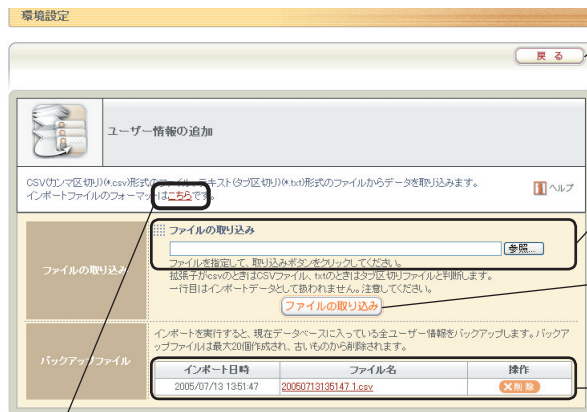 環境設定
戻 る
ユーザー情報の追加
CSV(カンマ区切り)(*.csv)形式のファイル、テキスト(タブ区切り)(*.txt)形式のファイルからデータを取り込みます。
インポートファイルのフォーマットはこちらです。
ヘルプ
ファイルの取り込み
ファイルの取り込み
参照...
ファイルを指定して、取り込みボタンをクリックしてください。
拡張子がcsvのときはCSVファイル、txtのときはタブ区切りファイルと判断します。
一行目はインポートデータとして扱われません。注意してください。
ファイルの取り込み
バックアップファイル
インポートを実行すると、現在データベースに入っている全ユーザー情報をバックアップします。バックア
ップファイルは最大20個作成され、古いものから削除されます。
インポート日時 ファイル名 操作
2005/07/13 13:51:47 20050713135147 1.csv ×削 除